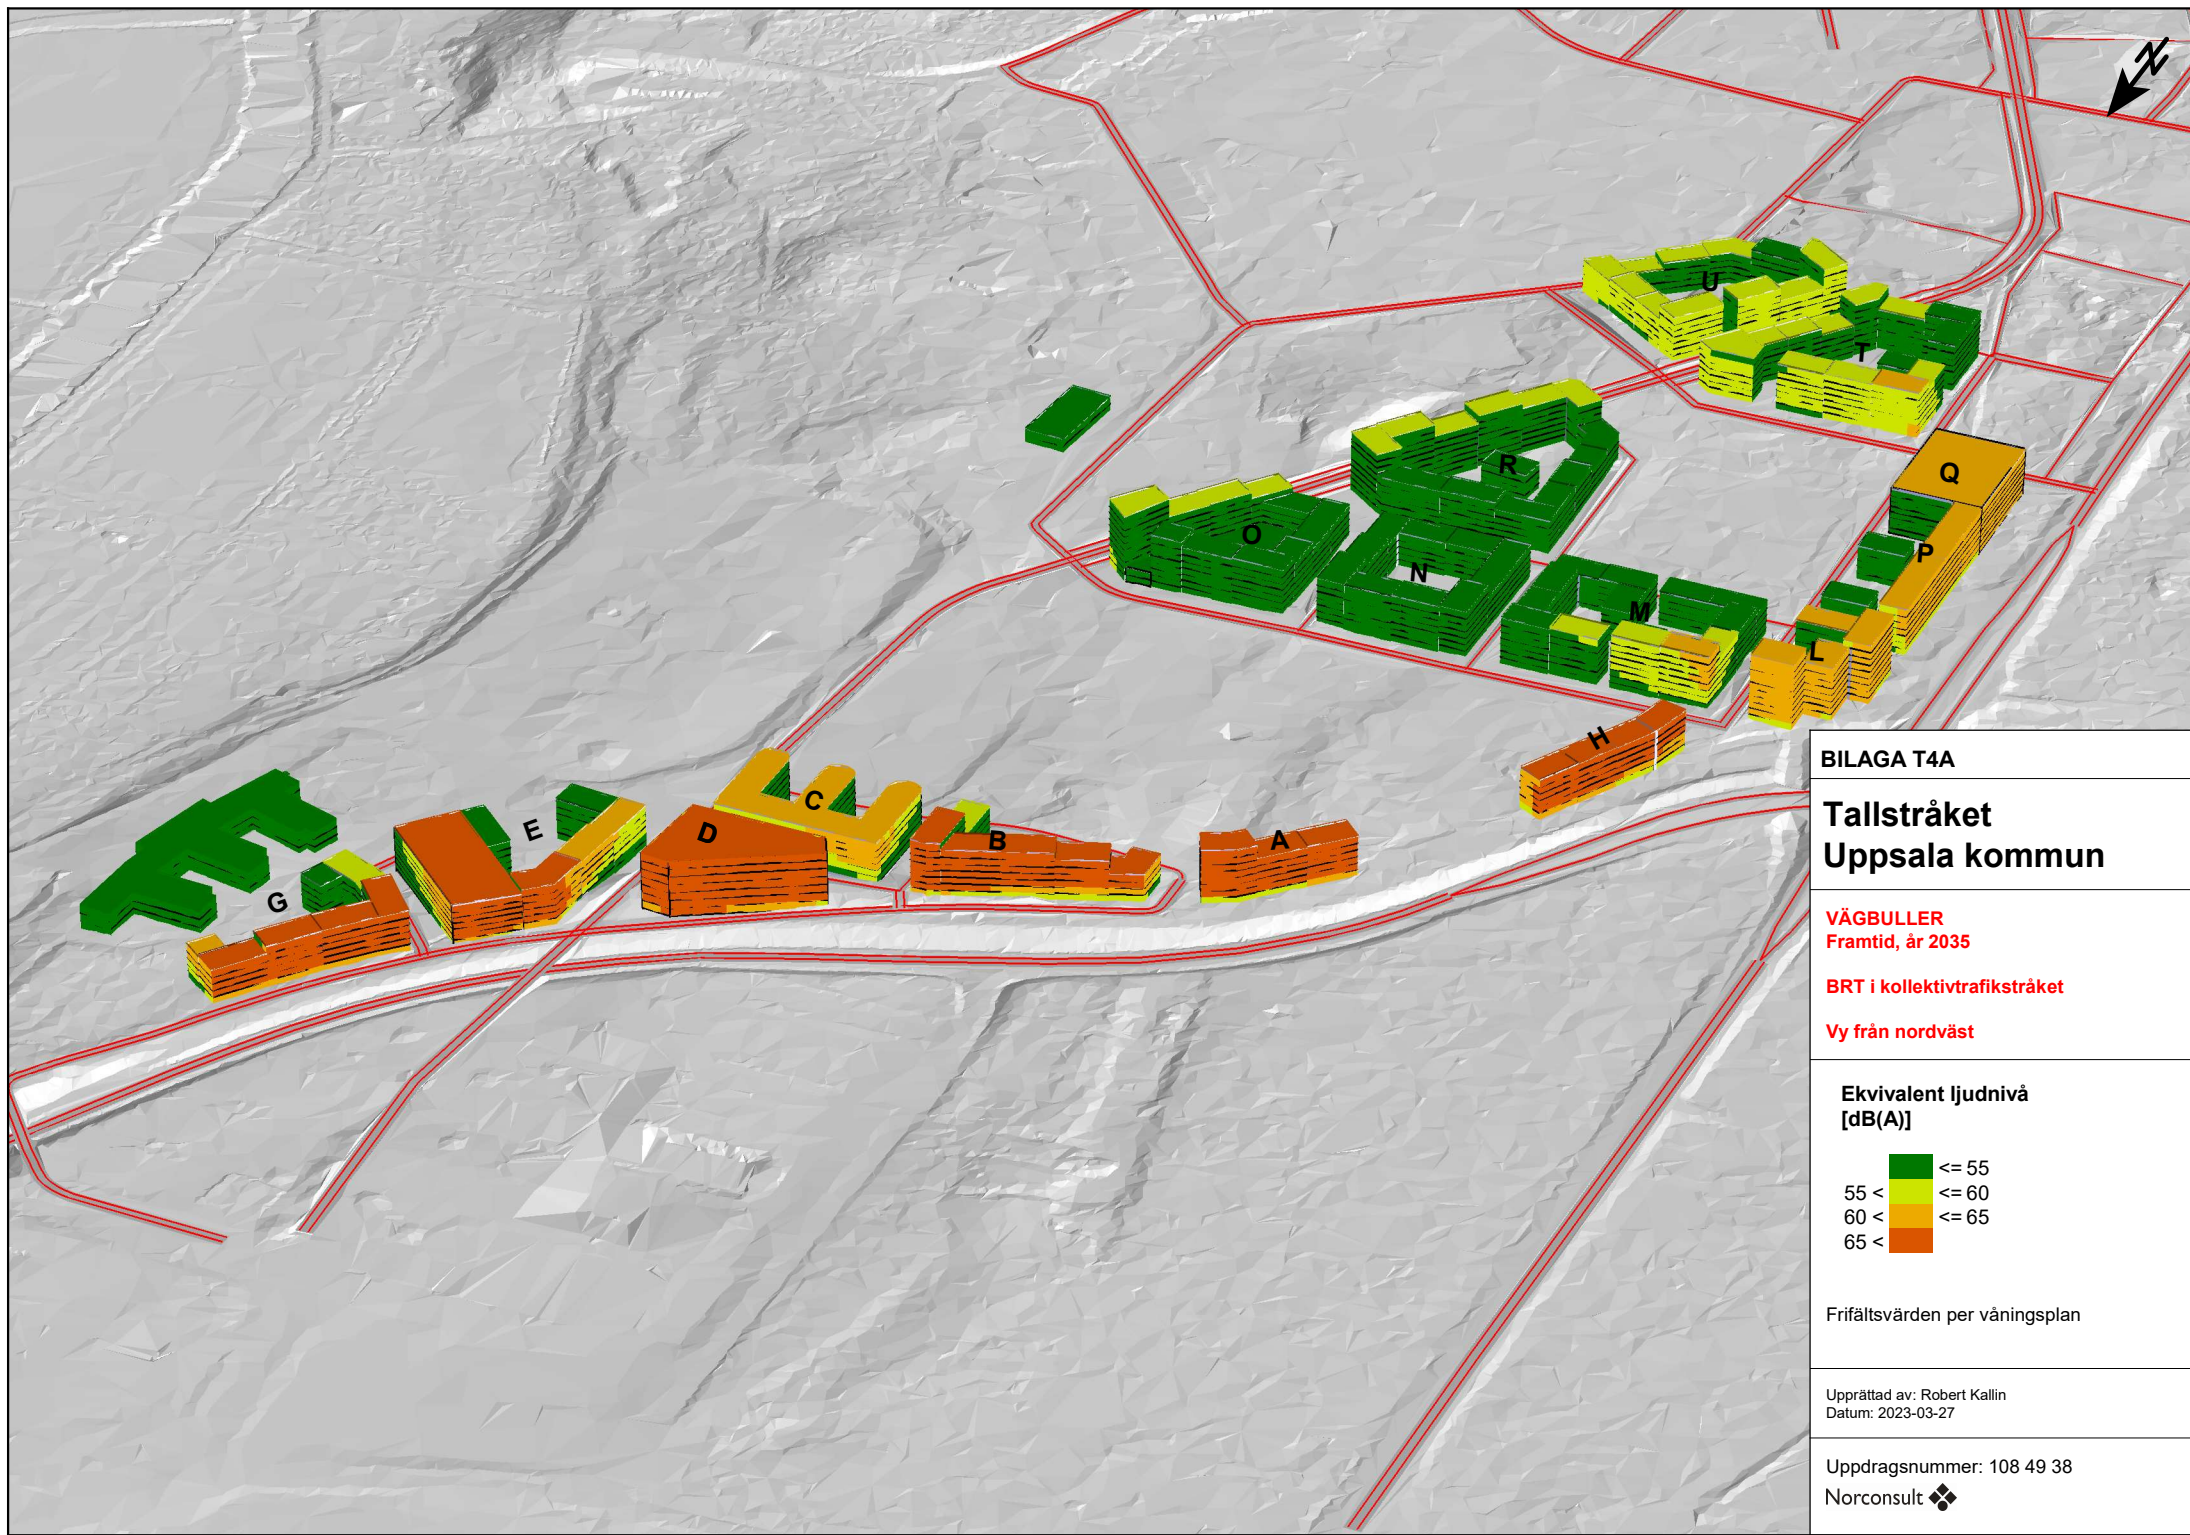 N
U
T
Q
R
O
P
N
M
L
H
C
E
D
B
A
G
BILAGA T4A
Tallstråket
Uppsala kommun
VÄGBULLER
Framtid, år 2035
BRT i kollektivtrafikstråket
Vy från nordväst
Ekvivalent ljudnivå
[dB(A)]
<= 55
55 < <= 60
60 < <= 65
65 <
Frifältsvärden per våningsplan
Upprättad av: Robert Kallin
Datum: 2023-03-27
Uppdragsnummer: 108 49 38
Norconsult